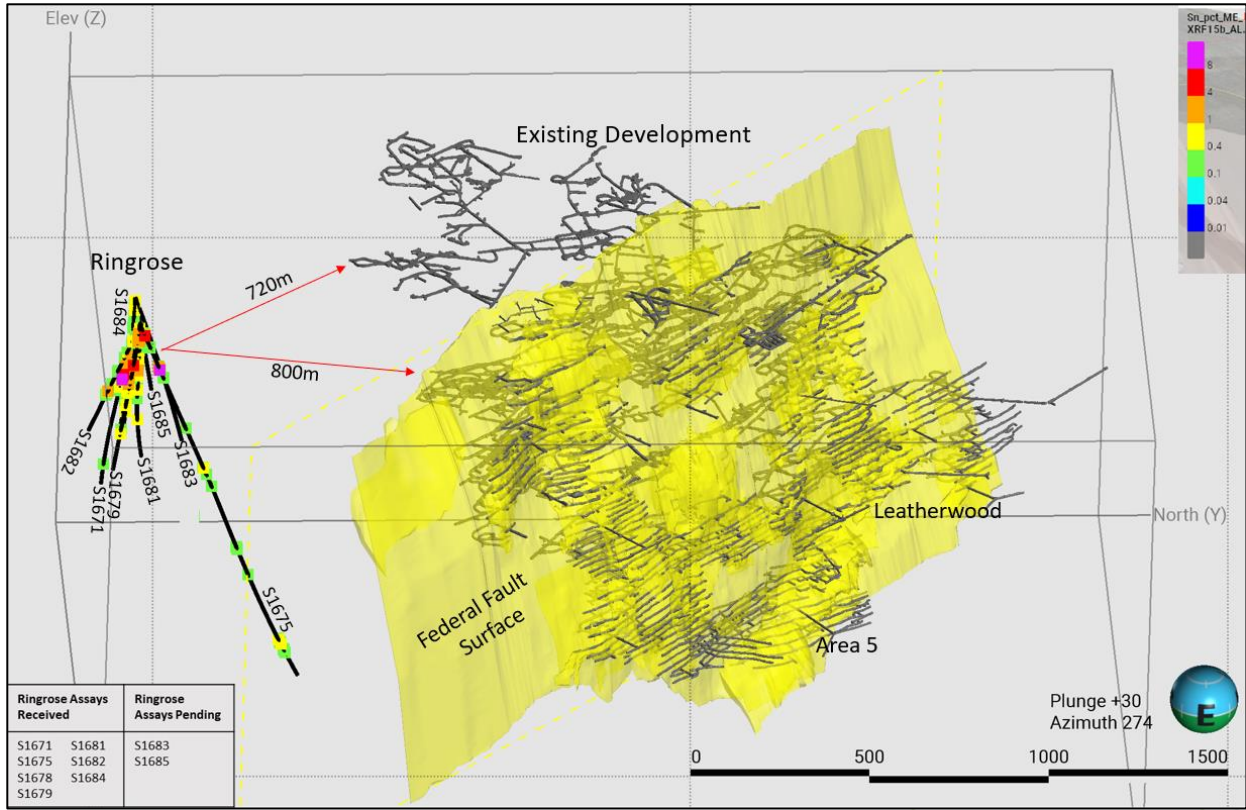 Elev (Z)
Sn_pct_ME_
XRF15b_AL.
8
4
1
0.4
0.1
0.04
0.01
Existing Development
Ringrose
720m
800m
S1684
S1685
S1682
S1671
S1679
S1681
S1683
S1675
Leatherwood
North (Y)
Federal Fault
Surface
Area 5
Plunge +30
Azimuth 274
E
0 500 1000 1500
Ringrose Assays
Received
Ringrose
Assays Pending
S1671 S1681
S1675 S1682
S1678 S1684
S1679
S1683
S1685